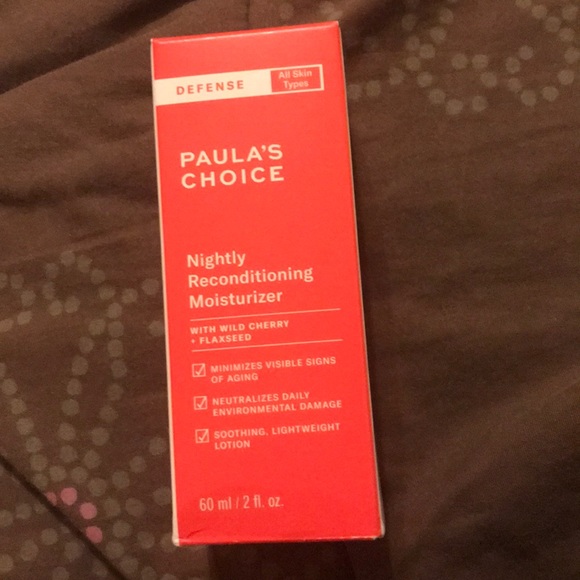 DEFENSE
All Skin
Types
PAULA'S
CHOICE
Nightly
Reconditioning
Moisturizer
WITH WILD CHERRY
+ FLAXSEED
MINIMIZES VISIBLE SIGNS
OF AGING
NEUTRALIZES DAILY
ENVIRONMENTAL DAMAGE
SOOTHING, LIGHTWEIGHT
LOTION
60 ml / 2 fl. oz.